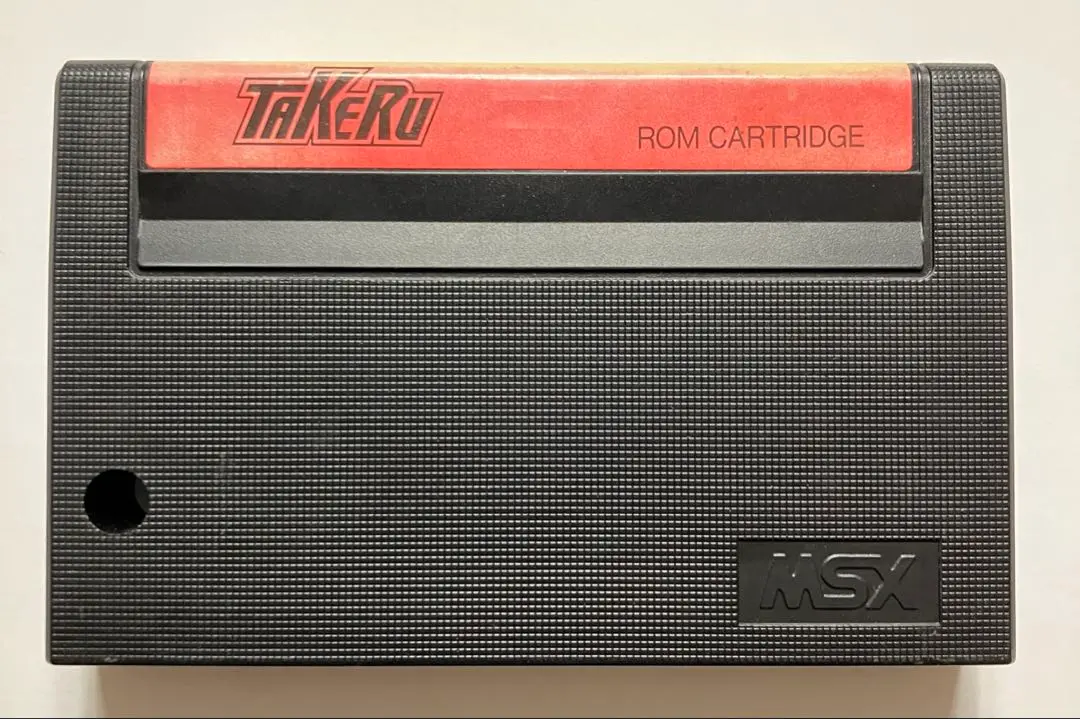 TAKERU
ROM CARTRIDGE
MSX